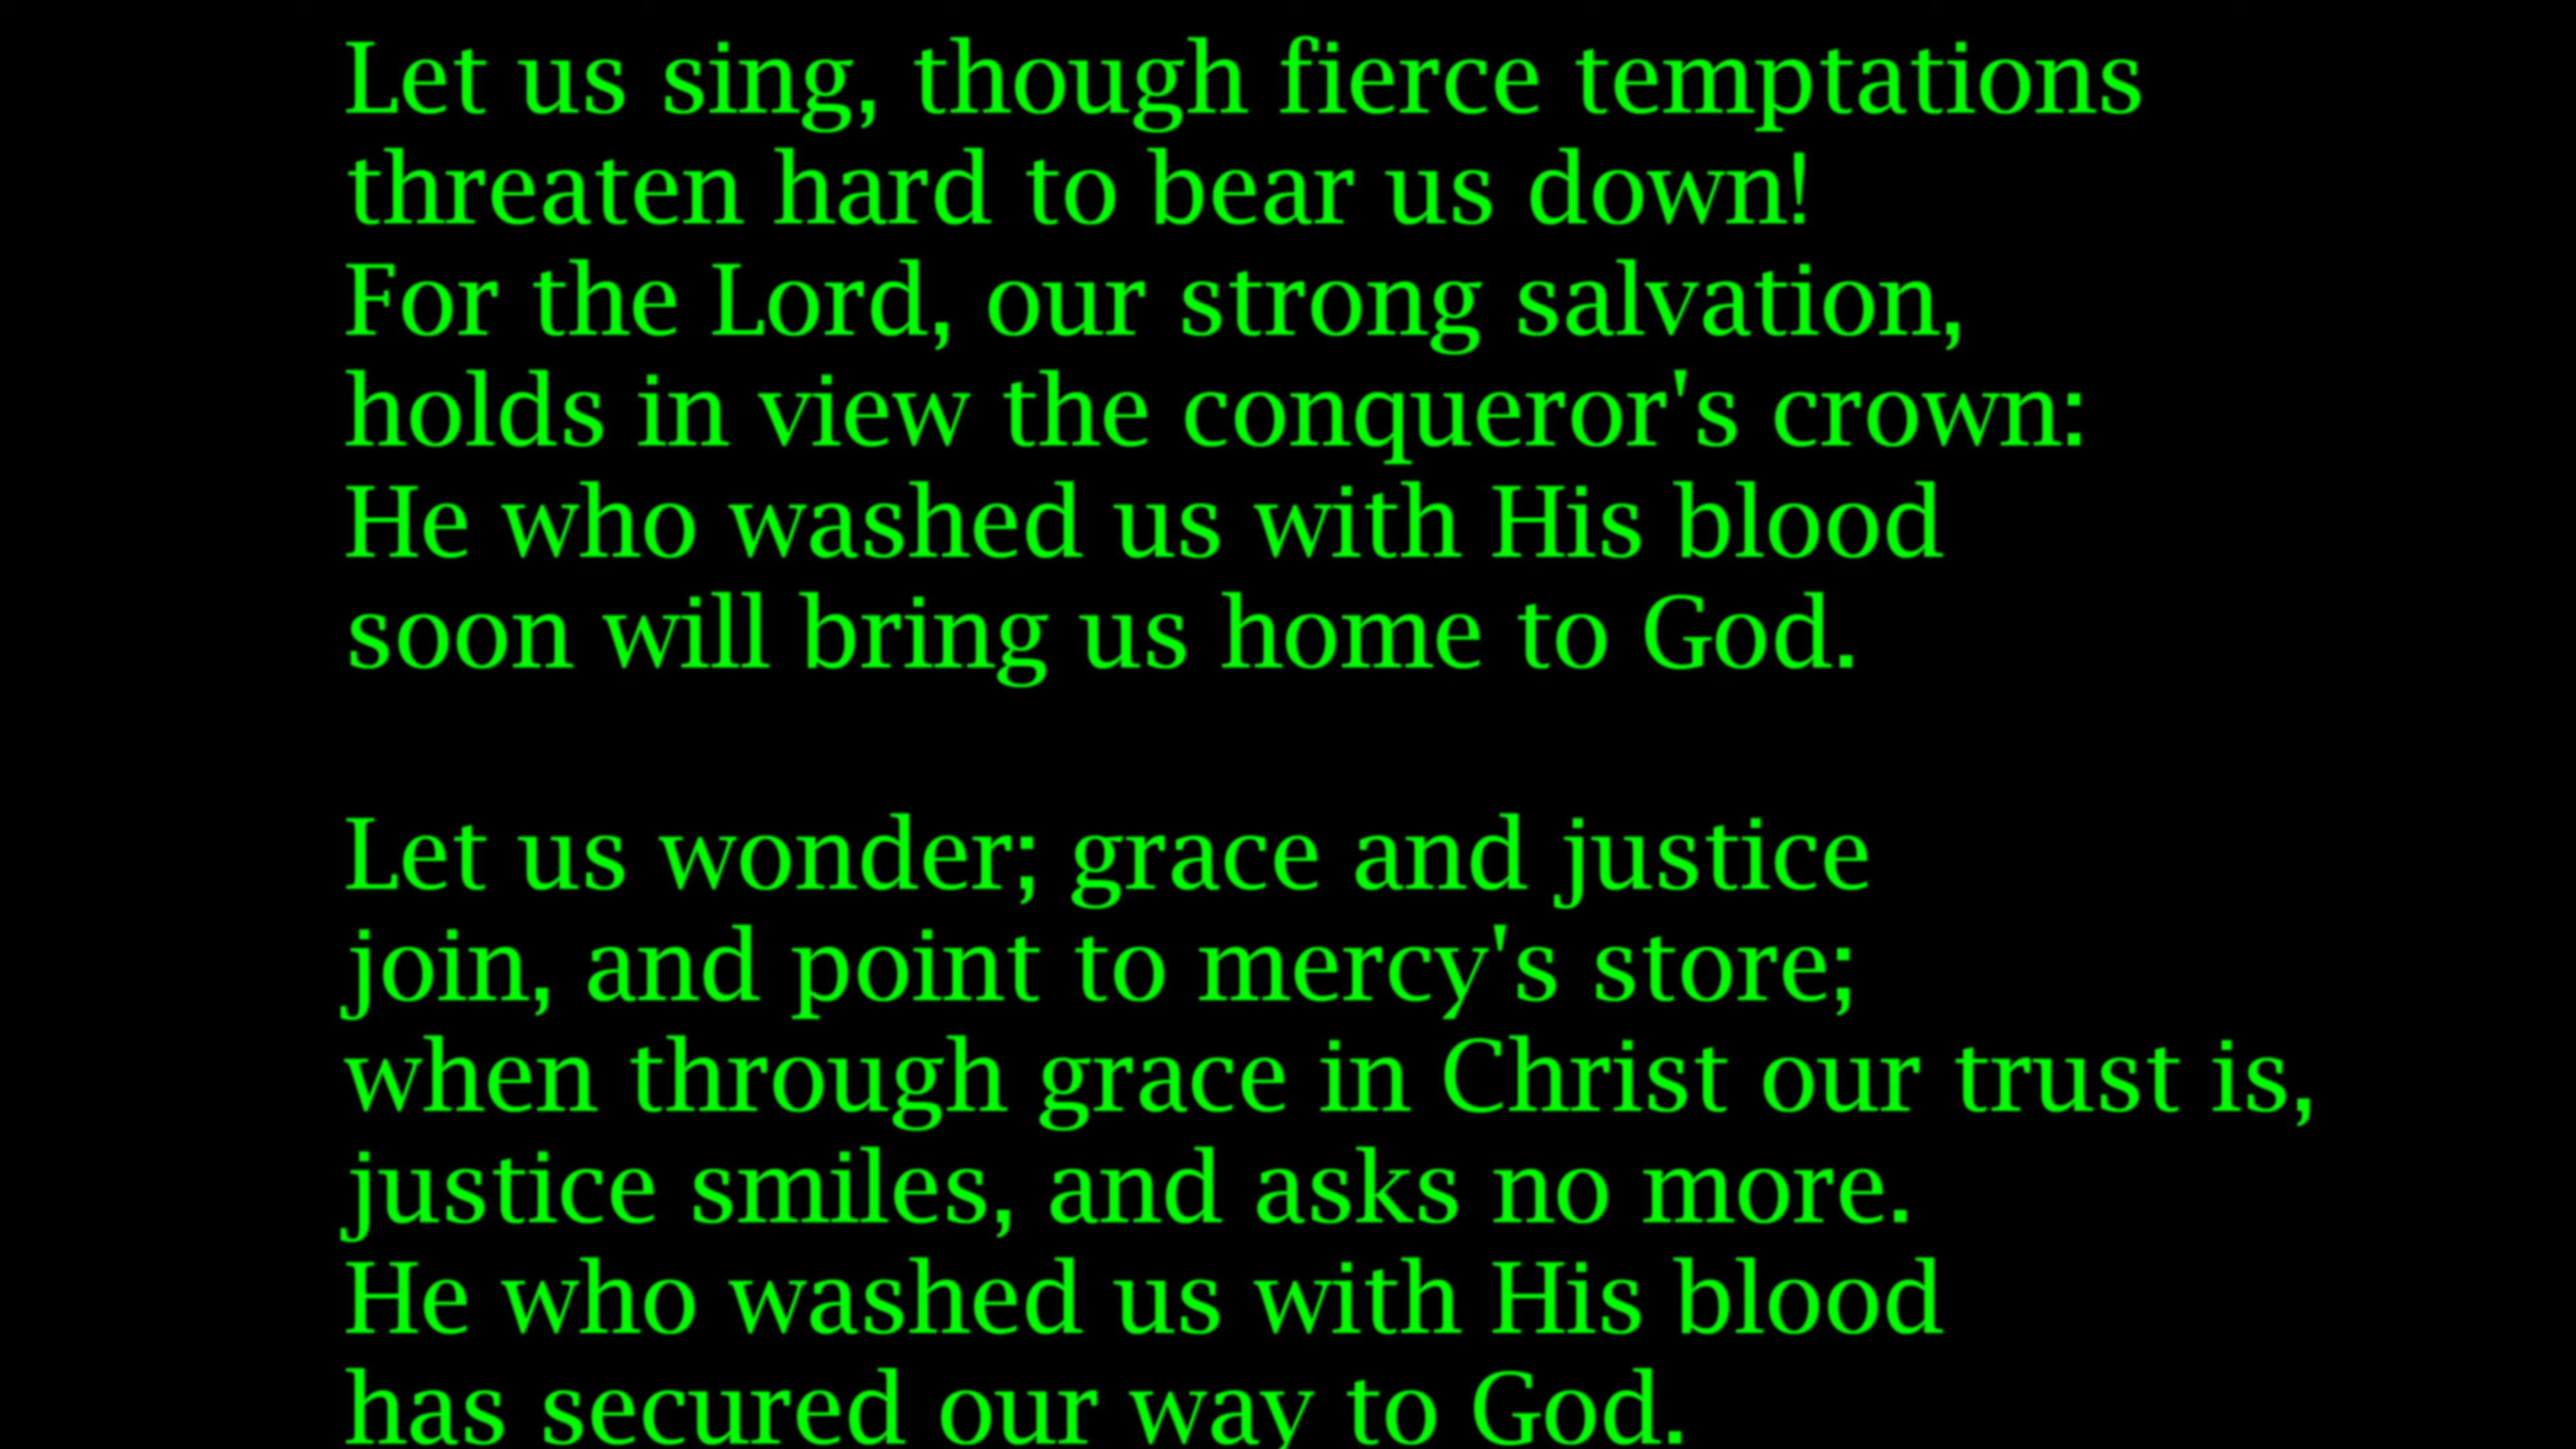 Let us sing, though fierce temptations
threaten hard to bear us down!
For the Lord, our strong salvation,
holds in view the conqueror's crown:
He who washed us with His blood
soon will bring us home to God.
Let us wonder; grace and justice
join, and point to mercy's store;
when through grace in Christ our trust is,
justice smiles, and asks no more.
He who washed us with His blood
has secured our way to God.